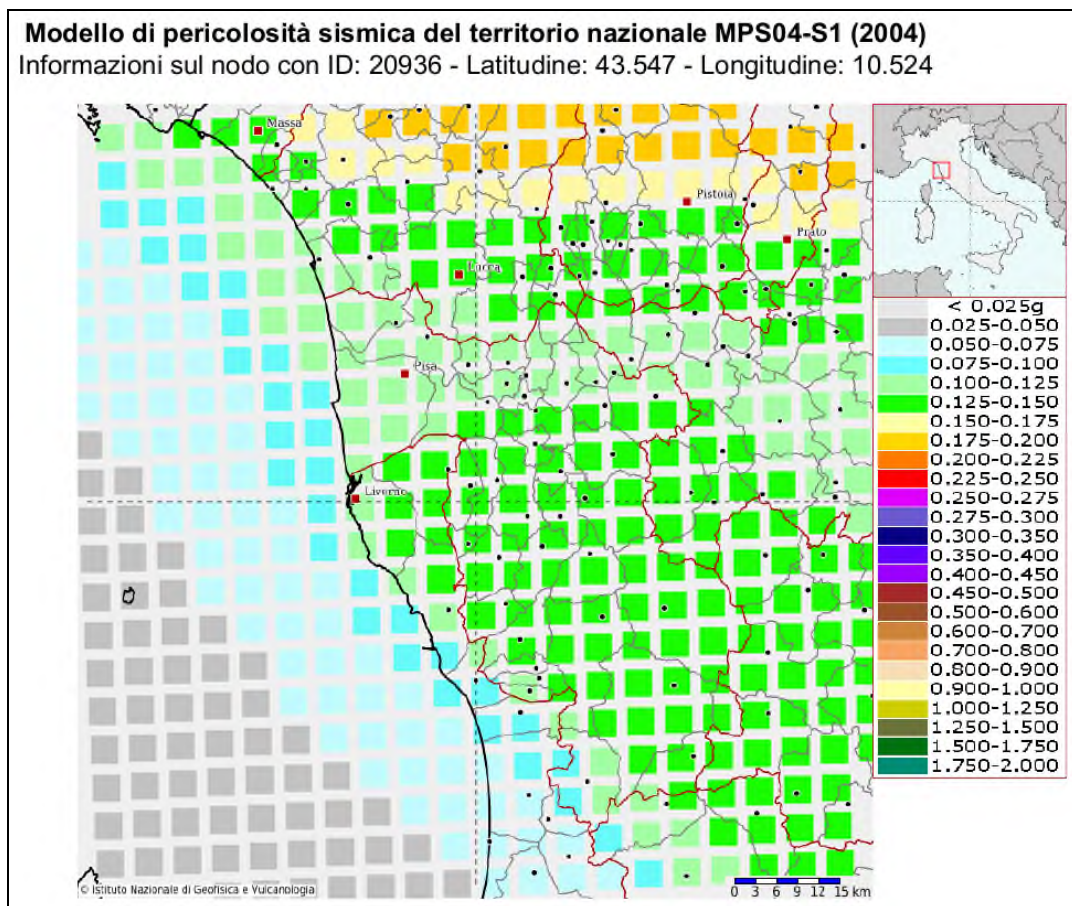 Modello di pericolosità sismica del territorio nazionale MPS04-S1 (2004)
Informazioni sul nodo con ID: 20936 - Latitudine: 43.547 - Longitudine: 10.524
Massa
Pistoia
Prato
Lucca
Pisa
Livorno
< 0.025g
0.025-0.050
0.050-0.075
0.075-0.100
0.100-0.125
0.125-0.150
0.150-0.175
0.175-0.200
0.200-0.225
0.225-0.250
0.250-0.275
0.275-0.300
0.300-0.350
0.350-0.400
0.400-0.450
0.450-0.500
0.500-0.600
0.600-0.700
0.700-0.800
0.800-0.900
0.900-1.000
1.000-1.250
1.250-1.500
1.500-1.750
1.750-2.000
© Istituto Nazionale di Geofisica e Vulcanologia
0 3 6 9 12 15 km